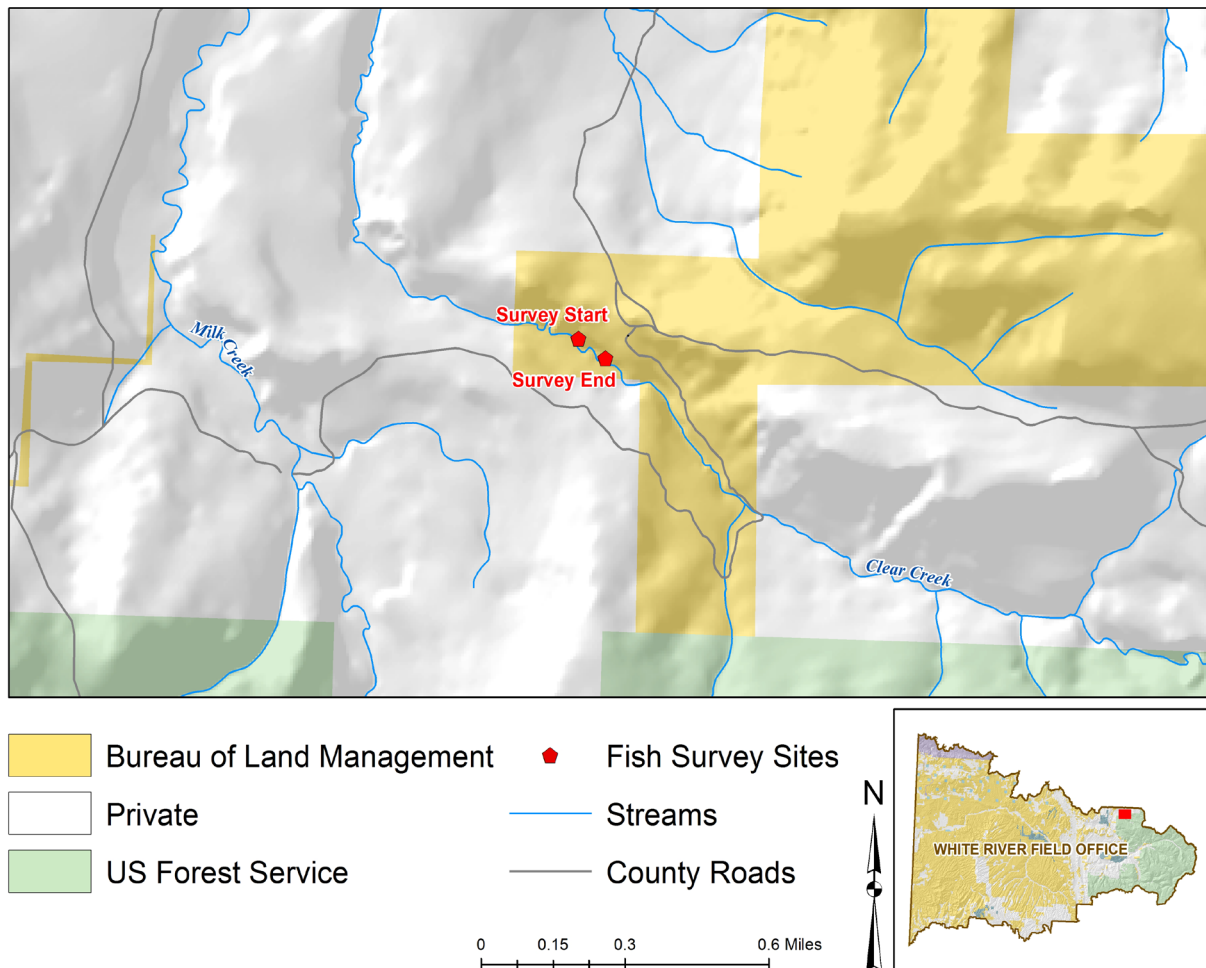 Survey Start
Survey End
Milk Creek
Clear Creek
Bureau of Land Management
Private
US Forest Service
Fish Survey Sites
Streams
County Roads
N
WHITE RIVER FIELD OFFICE
0 0.15 0.3 0.6 Miles